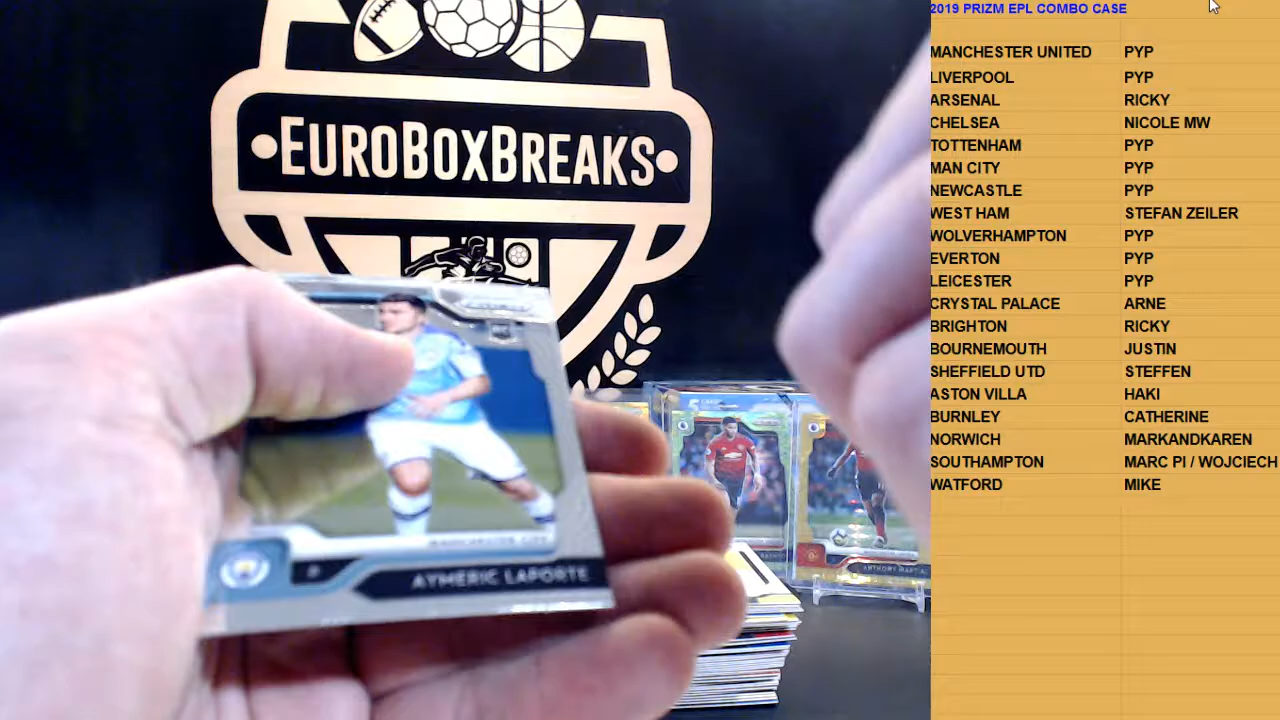 EUROBOXBREAKS
MANCHESTER CITY
AYMERIC LAPORTE
2019 PRIZM EPL COMBO CASE
MANCHESTER UNITED PYP
LIVERPOOL PYP
ARSENAL RICKY
CHELSEA NICOLE MW
TOTTENHAM PYP
MAN CITY PYP
NEWCASTLE PYP
WEST HAM STEFAN ZEILER
WOLVERHAMPTON PYP
EVERTON PYP
LEICESTER PYP
CRYSTAL PALACE ARNE
BRIGHTON RICKY
BOURNEMOUTH JUSTIN
SHEFFIELD UTD STEFFEN
ASTON VILLA HAKI
BURNLEY CATHERINE
NORWICH MARKANDKAREN
SOUTHAMPTON MARC PI / WOJCIECH
WATFORD MIKE